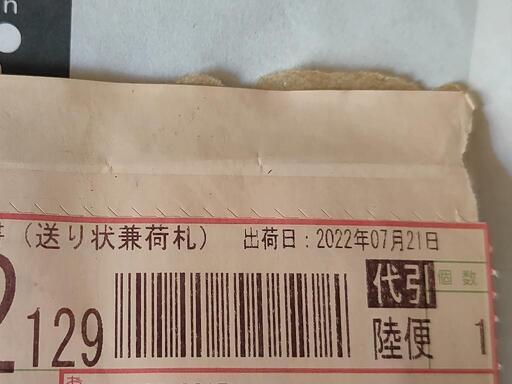 （送り状兼荷札） 出荷日：2022年07月21日
代引 個数
2129 陸便 1